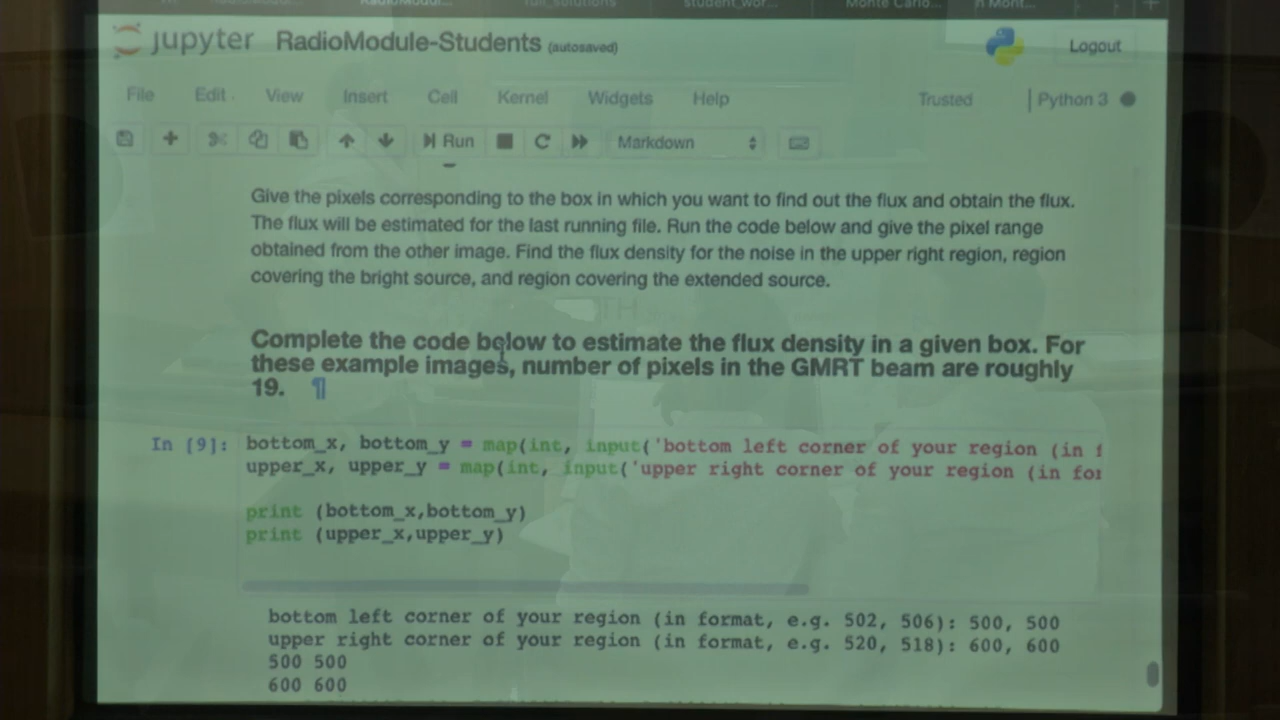 RadioModul...
full_solutions
student_wor...
Monte Carlo...
n Mont...
jupyter RadioModule-Students (autosaved)
Logout
File Edit View Insert Cell Kernel Widgets Help
Trusted
Python 3
Run
Markdown
Give the pixels corresponding to the box in which you want to find out the flux and obtain the flux.
The flux will be estimated for the last running file. Run the code below and give the pixel range
obtained from the other image. Find the flux density for the noise in the upper right region, region
covering the bright source, and region covering the extended source.
Complete the code below to estimate the flux density in a given box. For
these example images, number of pixels in the GMRT beam are roughly
19. ¶
In [9]: bottom_x, bottom_y = map(int, input('bottom left corner of your region (in f
upper_x, upper_y = map(int, input('upper right corner of your region (in for
print (bottom_x,bottom_y)
print (upper_x,upper_y)
bottom left corner of your region (in format, e.g. 502, 506): 500, 500
upper right corner of your region (in format, e.g. 520, 518): 600, 600
500 500
600 600